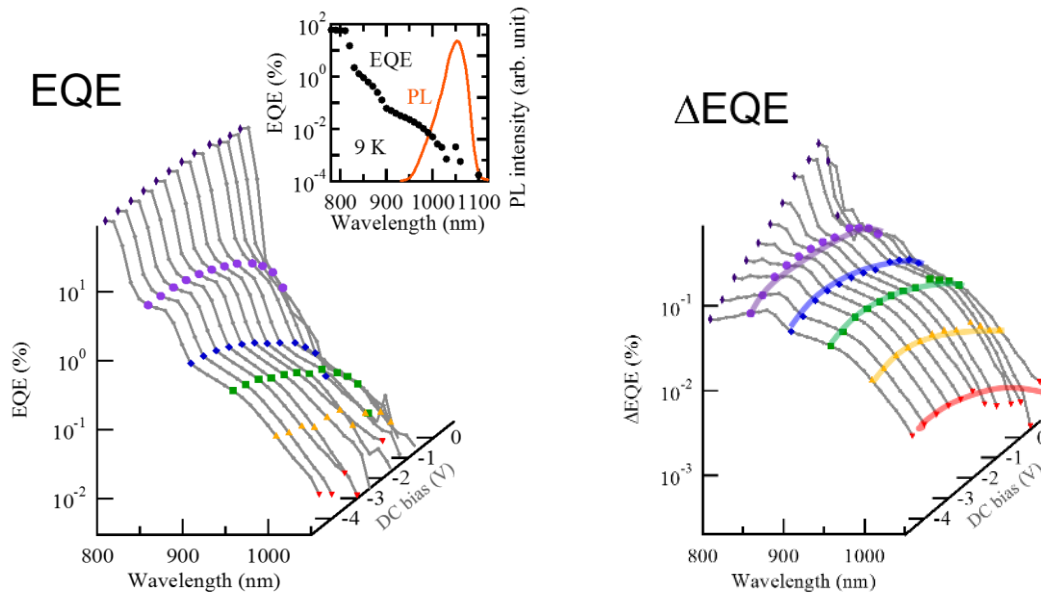 EQE
EQE (%)
10^1
10^0
10^-1
10^-2
800
900
1000
Wavelength (nm)
0
-1
-2
-3
-4
DC bias (V)
EQE (%)
10^2
10^0
10^-2
10^-4
EQE
PL
9 K
800 900 1000 1100
Wavelength (nm)
PL intensity (arb. unit)
ΔEQE
ΔEQE (%)
10^-1
10^-2
10^-3
800
900
1000
Wavelength (nm)
-1
-2
-3
-4
DC bias (V)